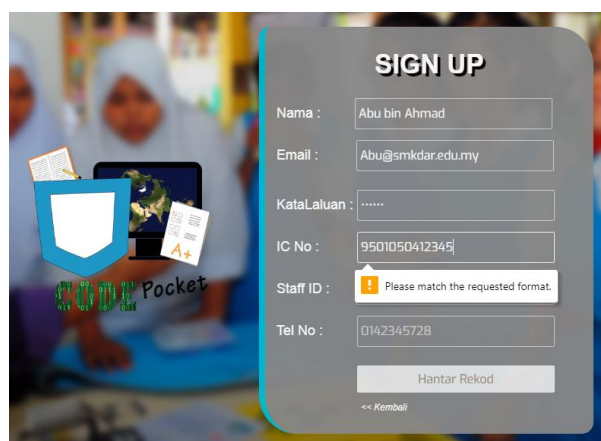 SIGN UP
Nama : Abu bin Ahmad
Email : Abu@smkdar.edu.my
KataLaluan : ······
IC No : 9501050412345
Staff ID :
! Please match the requested format.
Tel No : 0142345728
Hantar Rekod
<< Kembali
A+
CODE Pocket